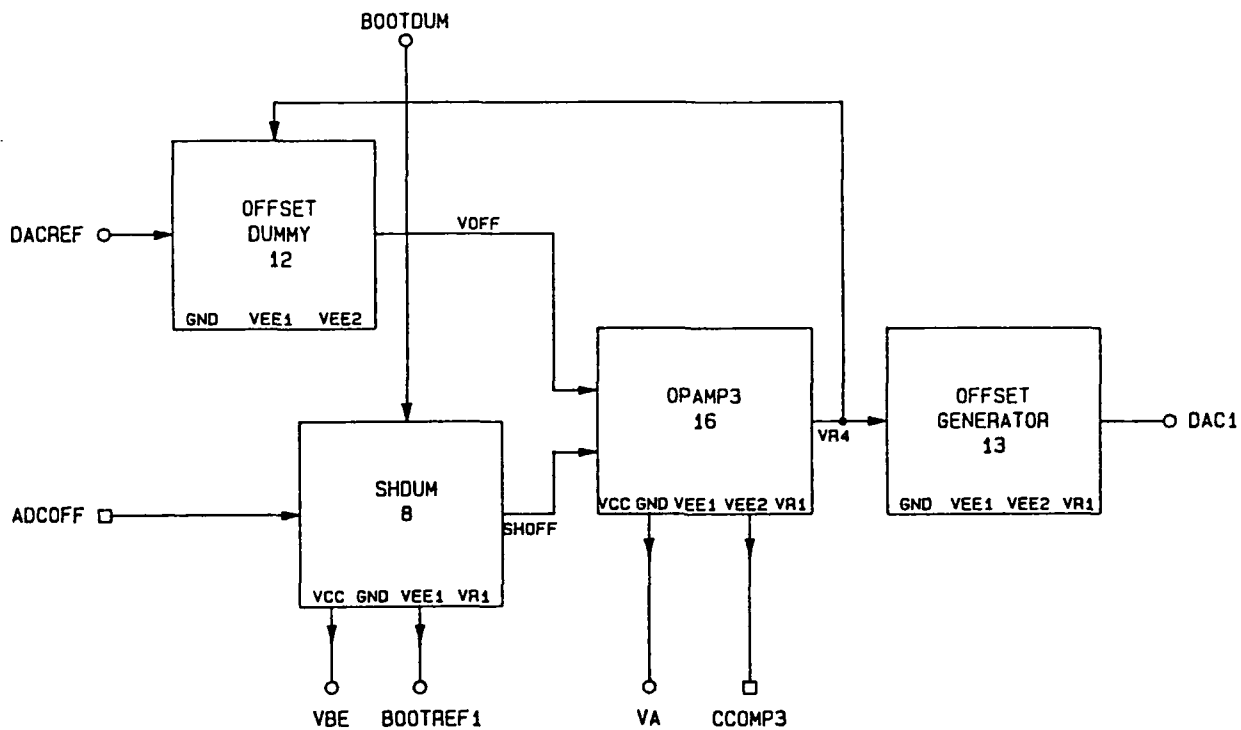 BOOTDUM
OFFSET
DUMMY
12
DACREF
VOFF
GND VEE1 VEE2
OPAMP3
16
OFFSET
GENERATOR
13
VR4
DAC1
SHDUM
8
ADCOFF
SHOFF
VCC GND VEE1 VEE2 VR1
GND VEE1 VEE2 VR1
VCC GND VEE1 VR1
VBE BOOTREF1 VA CCOMP3